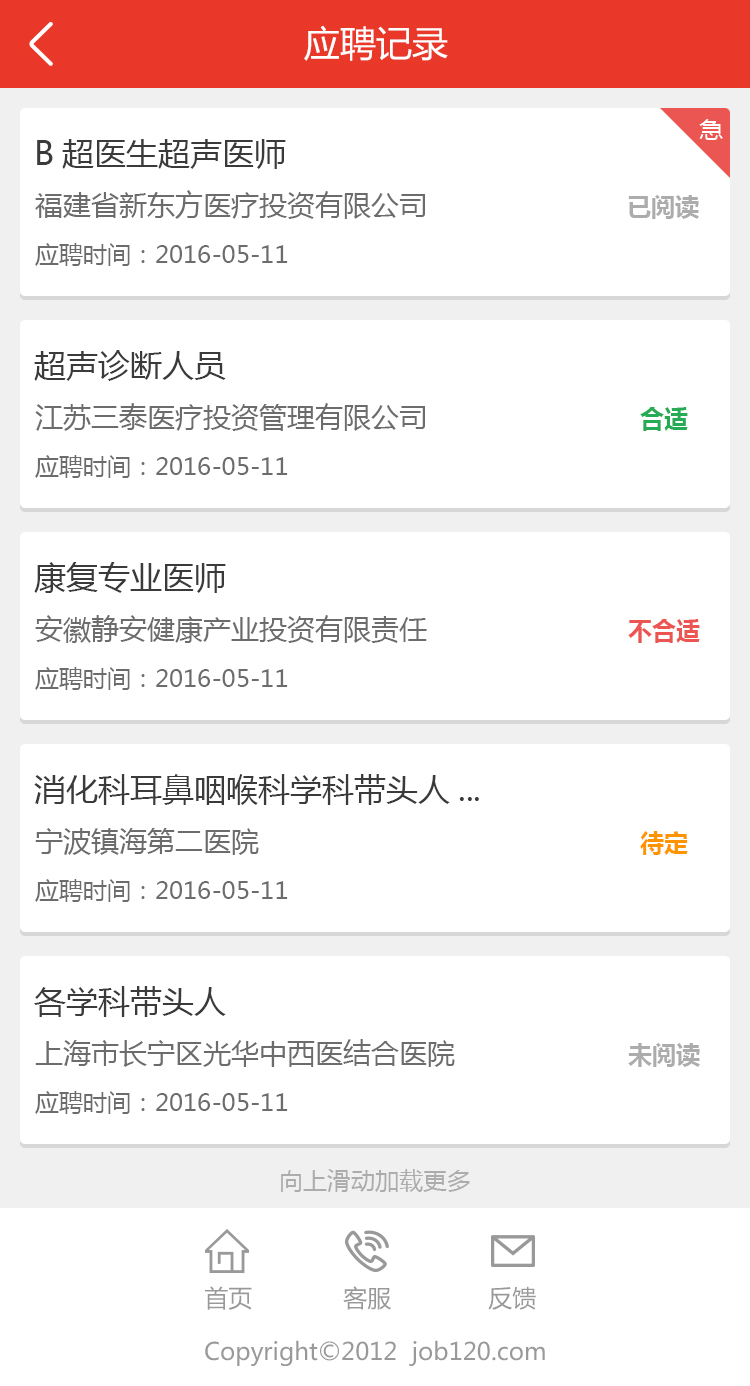 应聘记录
急
B 超医生超声医师
福建省新东方医疗投资有限公司
已阅读
应聘时间：2016-05-11
超声诊断人员
江苏三泰医疗投资管理有限公司
合适
应聘时间：2016-05-11
康复专业医师
安徽静安健康产业投资有限责任
不合适
应聘时间：2016-05-11
消化科耳鼻咽喉科学科带头人 ...
宁波镇海第二医院
待定
应聘时间：2016-05-11
各学科带头人
上海市长宁区光华中西医结合医院
未阅读
应聘时间：2016-05-11
向上滑动加载更多
首页
客服
反馈
Copyright©2012 job120.com